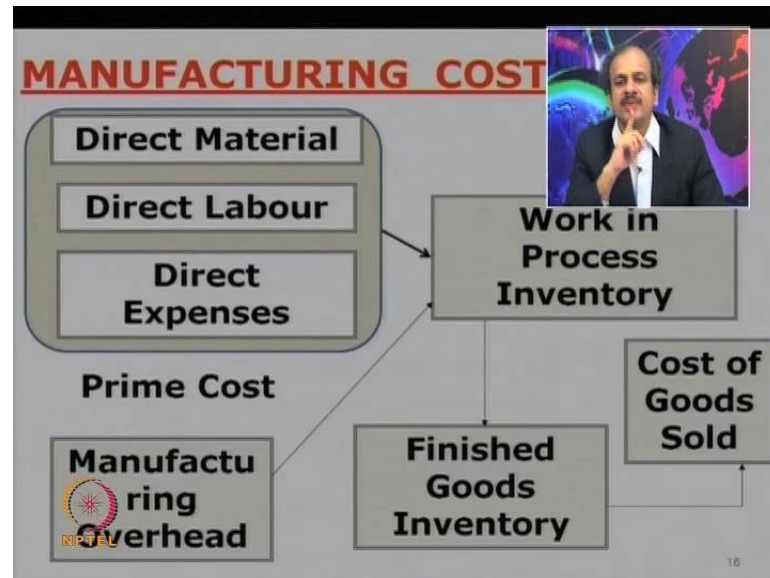 MANUFACTURING COST
Direct Material
Direct Labour
Direct
Expenses
Prime Cost
Manufactu
ring
Overhead
Work in
Process
Inventory
Finished
Goods
Inventory
Cost of
Goods
Sold
NPTEL
16